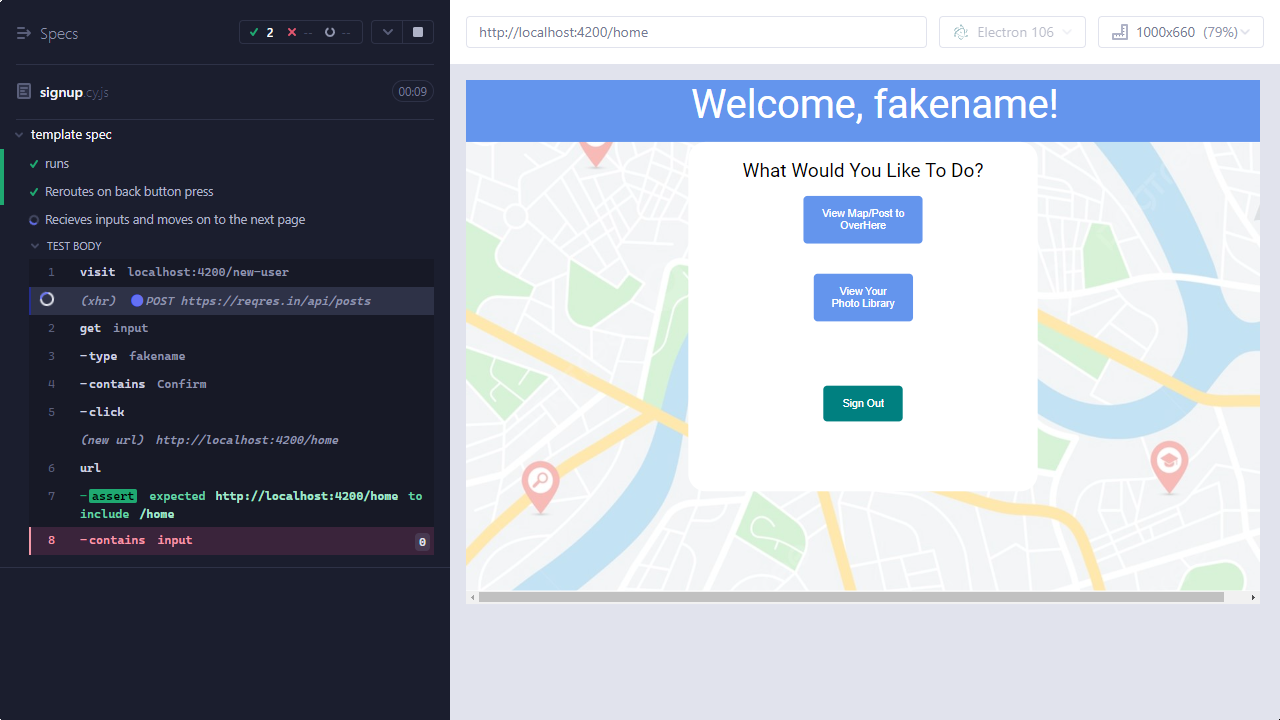 Specs
2
--
--
signup.cy.js
00:09
template spec
runs
Reroutes on back button press
Recieves inputs and moves on to the next page
TEST BODY
1 visit localhost:4200/new-user
(xhr) POST https://reqres.in/api/posts
2 get input
3 -type fakename
4 -contains Confirm
5 -click
(new url) http://localhost:4200/home
6 url
7 -assert expected http://localhost:4200/home to
include /home
8 -contains input 0
http://localhost:4200/home
Electron 106
1000x660 (79%)
Welcome, fakename!
What Would You Like To Do?
View Map/Post to
OverHere
View Your
Photo Library
Sign Out